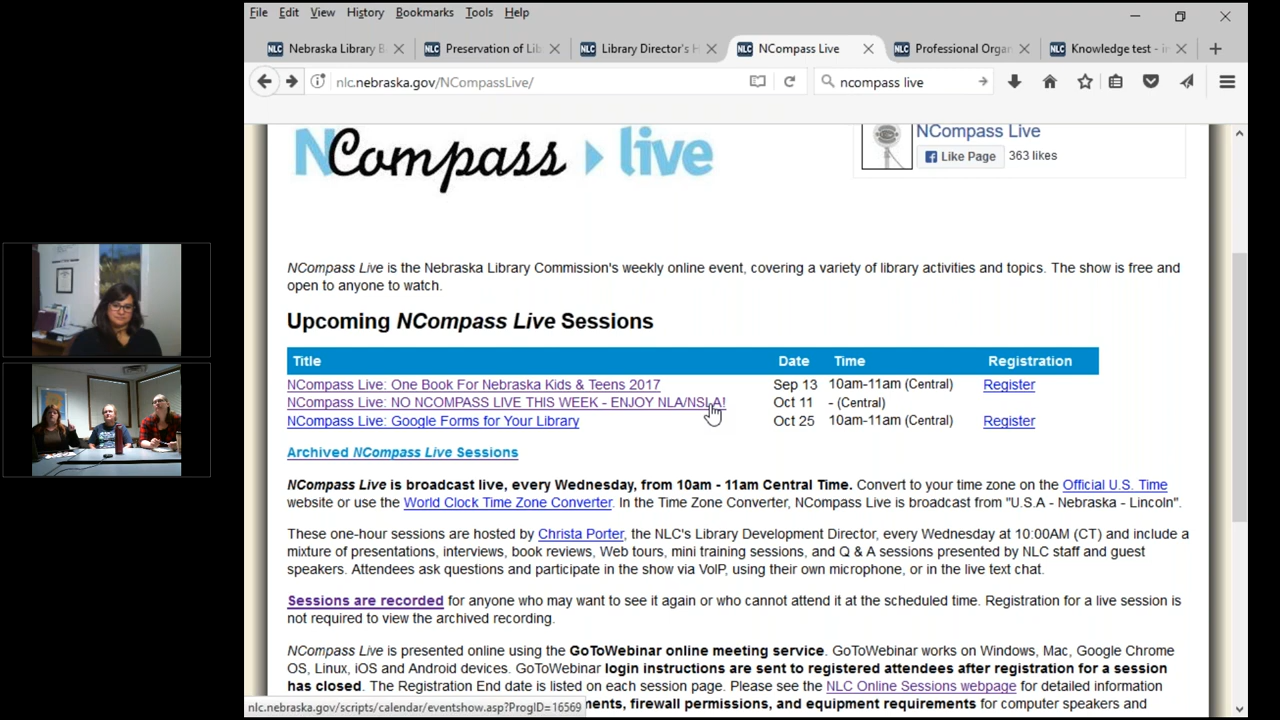 File Edit View History Bookmarks Tools Help
Nebraska Library B
Preservation of Lib
Library Director's H
NCompass Live
Professional Organ
Knowledge test - in
nlc.nebraska.gov/NCompassLive/
ncompass live
NCompass live
NCompass Live
Like Page 363 likes
NCompass Live is the Nebraska Library Commission's weekly online event, covering a variety of library activities and topics. The show is free and
open to anyone to watch.
Upcoming NCompass Live Sessions
Title Date Time Registration
NCompass Live: One Book For Nebraska Kids & Teens 2017 Sep 13 10am-11am (Central) Register
NCompass Live: NO NCOMPASS LIVE THIS WEEK - ENJOY NLA/NSLA! Oct 11 - (Central)
NCompass Live: Google Forms for Your Library Oct 25 10am-11am (Central) Register
Archived NCompass Live Sessions
NCompass Live is broadcast live, every Wednesday, from 10am - 11am Central Time. Convert to your time zone on the Official U.S. Time
website or use the World Clock Time Zone Converter. In the Time Zone Converter, NCompass Live is broadcast from "U.S.A - Nebraska - Lincoln".
These one-hour sessions are hosted by Christa Porter, the NLC's Library Development Director, every Wednesday at 10:00AM (CT) and include a
mixture of presentations, interviews, book reviews, Web tours, mini training sessions, and Q & A sessions presented by NLC staff and guest
speakers. Attendees ask questions and participate in the show via VoIP, using their own microphone, or in the live text chat.
Sessions are recorded for anyone who may want to see it again or who cannot attend it at the scheduled time. Registration for a live session is
not required to view the archived recording.
NCompass Live is presented online using the GoToWebinar online meeting service. GoToWebinar works on Windows, Mac, Google Chrome
OS, Linux, iOS and Android devices. GoToWebinar login instructions are sent to registered attendees after registration for a session
has closed. The Registration End date is listed on each session page. Please see the NLC Online Sessions webpage for detailed information
nlc.nebraska.gov/scripts/calendar/eventshow.asp?ProgID=16569
ments, firewall permissions, and equipment requirements for computer speakers and